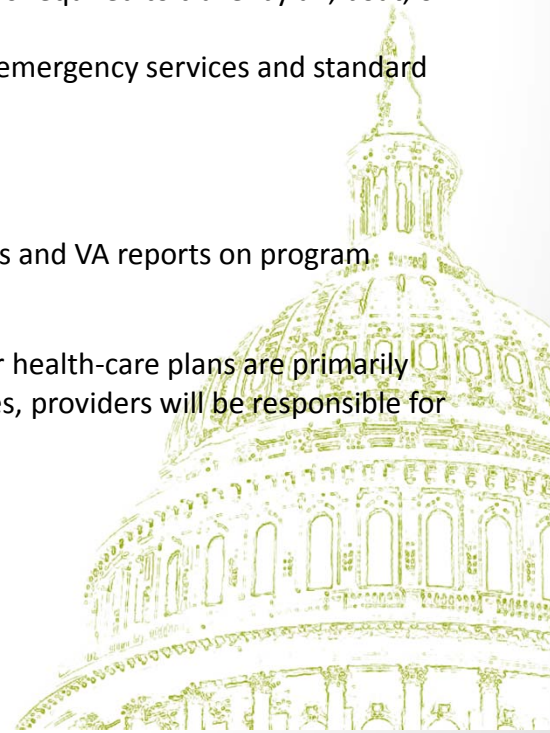 emergency services and standard
s and VA reports on program
r health-care plans are primarily
es, providers will be responsible for